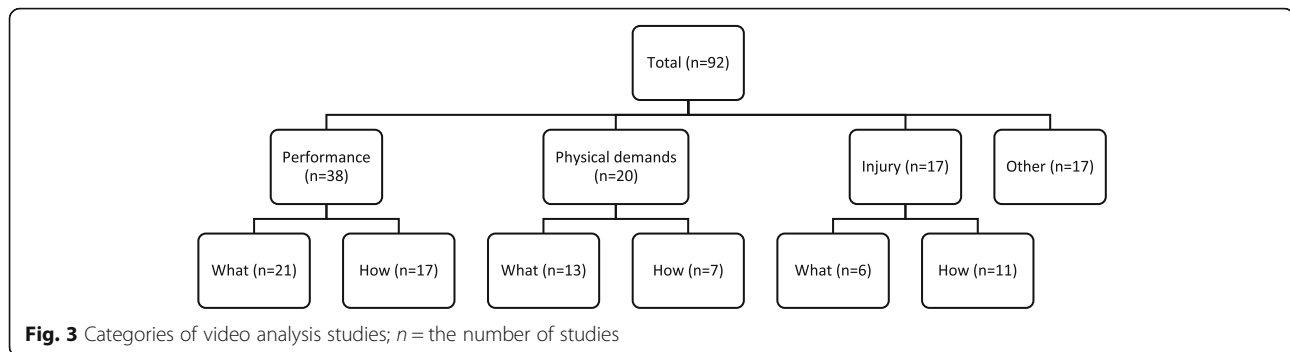 Total (n=92)
Performance
(n=38)
Physical demands
(n=20)
Injury (n=17)
Other (n=17)
What (n=21)
How (n=17)
What (n=13)
How (n=7)
What (n=6)
How (n=11)
Fig. 3 Categories of video analysis studies; n = the number of studies